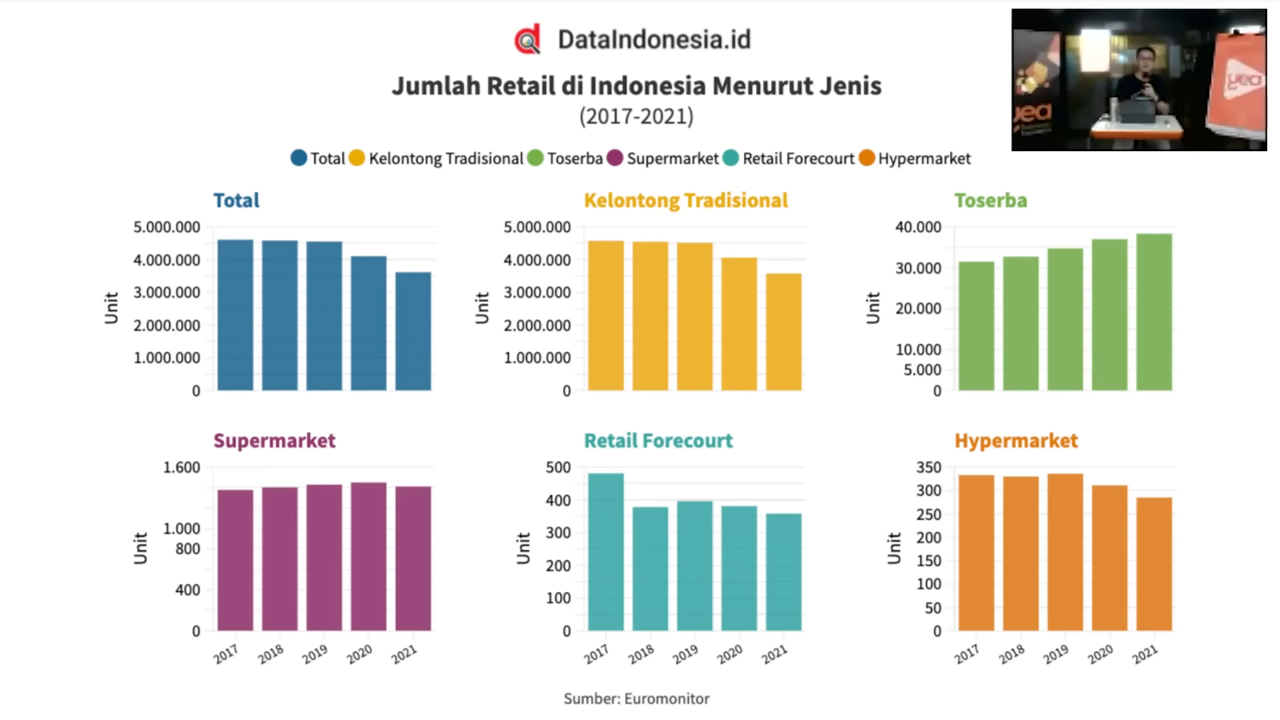 DataIndonesia.id
Jumlah Retail di Indonesia Menurut Jenis
(2017-2021)
Total Kelontong Tradisional Toserba Supermarket Retail Forecourt Hypermarket
Total
Unit
5.000.000
4.000.000
3.000.000
2.000.000
1.000.000
0
Kelontong Tradisional
Unit
5.000.000
4.000.000
3.000.000
2.000.000
1.000.000
0
Toserba
Unit
40.000
30.000
20.000
10.000
5.000
0
Supermarket
Unit
1.600
1.000
800
400
0
2017 2018 2019 2020 2021
Retail Forecourt
Unit
500
400
300
200
100
0
2017 2018 2019 2020 2021
Hypermarket
Unit
350
300
250
200
150
100
50
0
2017 2018 2019 2020 2021
Sumber: Euromonitor
yea
yea